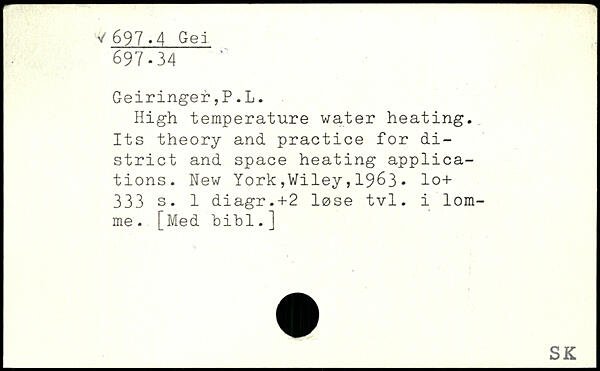 √ 697.4 Gei
697.34
Geiringer,P.L.
High temperature water heating.
Its theory and practice for di-
strict and space heating applica-
tions. New York,Wiley,1963. lo+
333 s. 1 diagr.+2 løse tvl. i lom-
me. [Med bibl.]
SK